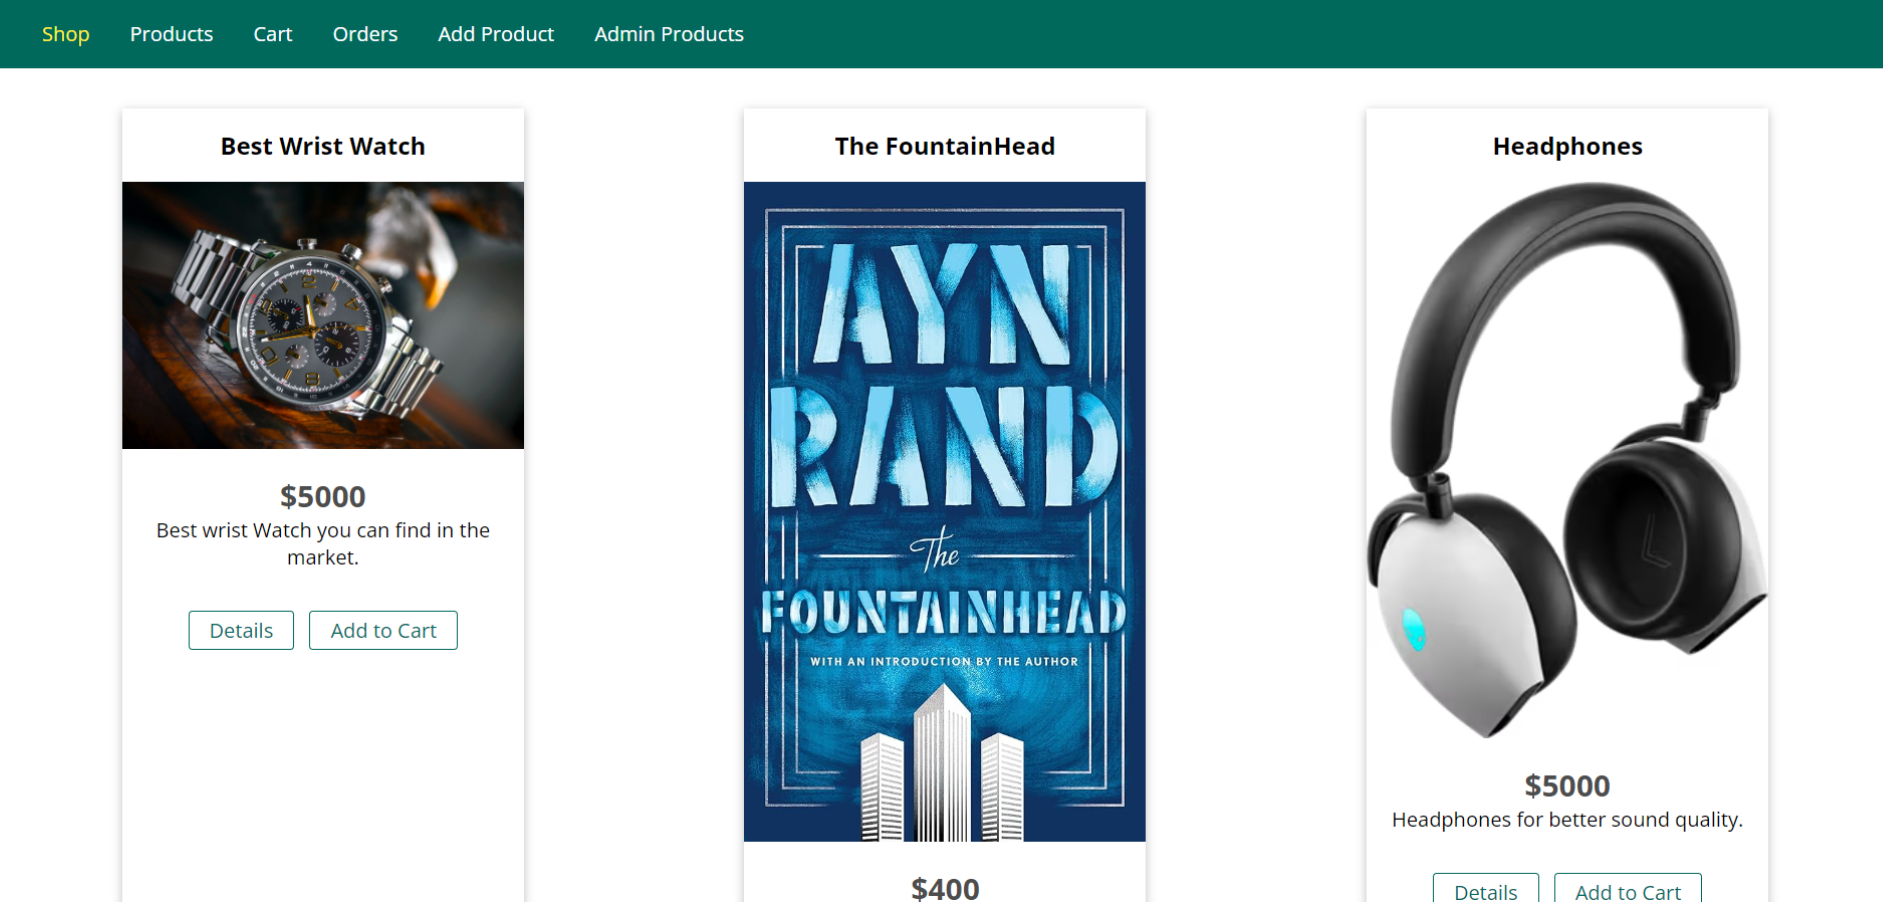 Shop Products Cart Orders Add Product Admin Products
Best Wrist Watch
$5000
Best wrist Watch you can find in the
market.
Details Add to Cart
The FountainHead
AYN
RAND
The
FOUNTAINHEAD
WITH AN INTRODUCTION BY THE AUTHOR
$400
Headphones
$5000
Headphones for better sound quality.
Details Add to Cart